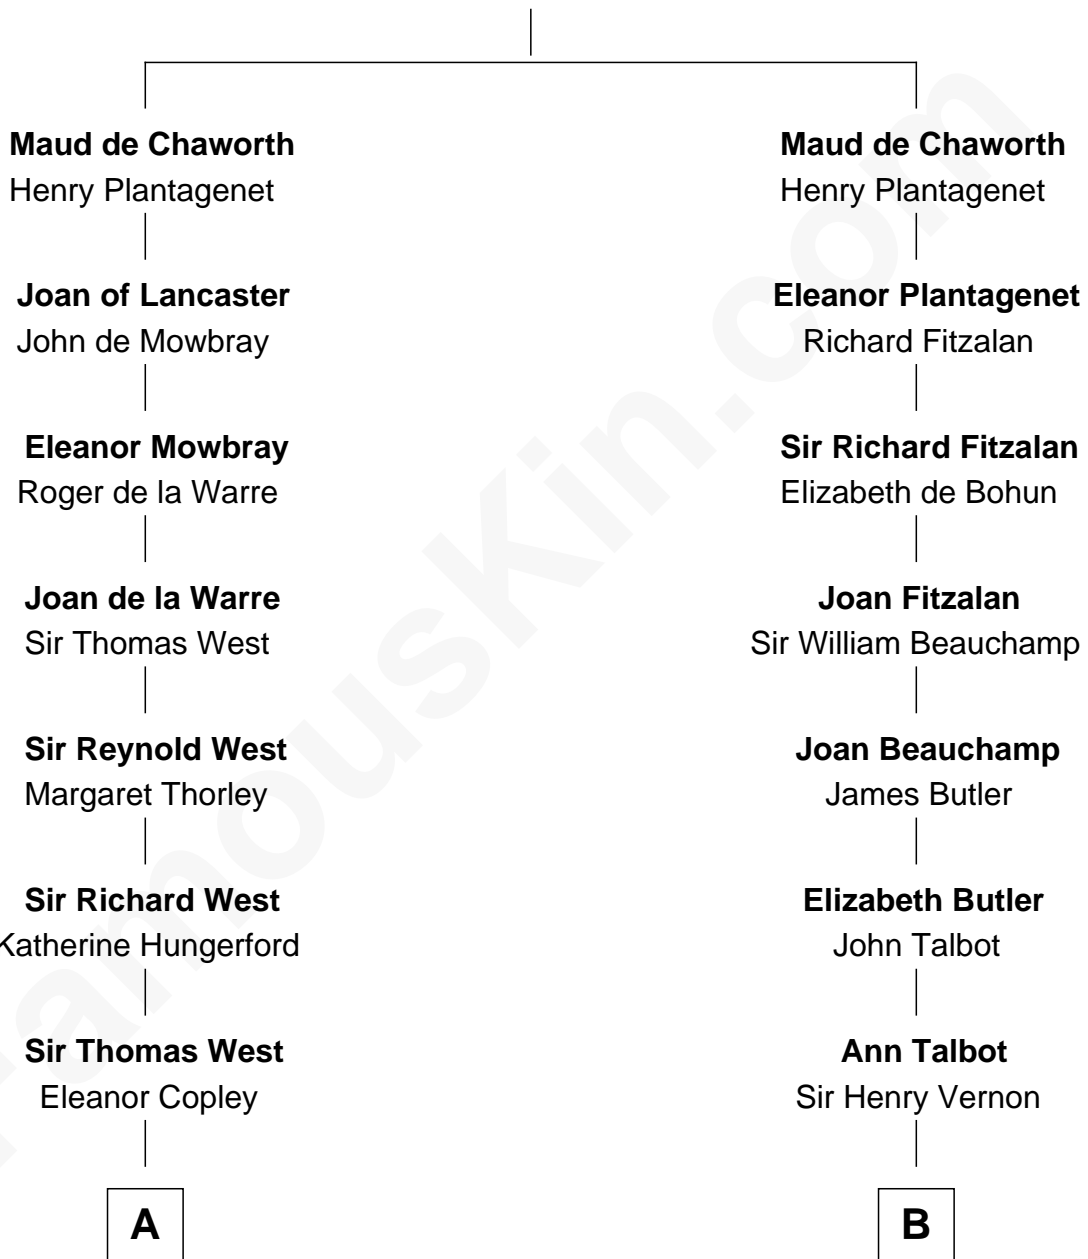 Maud de Chaworth
Henry Plantagenet
Joan of Lancaster
John de Mowbray
Eleanor Mowbray
Roger de la Warre
Joan de la Warre
Sir Thomas West
Sir Reynold West
Margaret Thorley
Sir Richard West
Katherine Hungerford
Sir Thomas West
Eleanor Copley
A
Maud de Chaworth
Henry Plantagenet
Eleanor Plantagenet
Richard Fitzalan
Sir Richard Fitzalan
Elizabeth de Bohun
Joan Fitzalan
Sir William Beauchamp
Joan Beauchamp
James Butler
Elizabeth Butler
John Talbot
Ann Talbot
Sir Henry Vernon
B
FamousKin.com